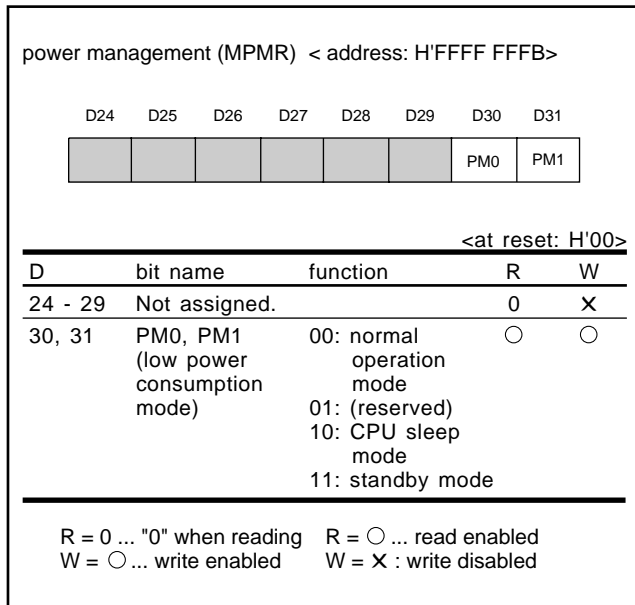 power management (MPMR) < address: H'FFFF FFFB>
D24 D25 D26 D27 D28 D29 D30 D31
PM0 PM1
<at reset: H'00>
D bit name function R W
24 - 29 Not assigned. 0 ×
30, 31 PM0, PM1 00: normal ○ ○
(low power operation
consumption mode
mode) 01: (reserved)
10: CPU sleep
mode
11: standby mode
R = 0 ... "0" when reading R = ○ ... read enabled
W = ○ ... write enabled W = × : write disabled